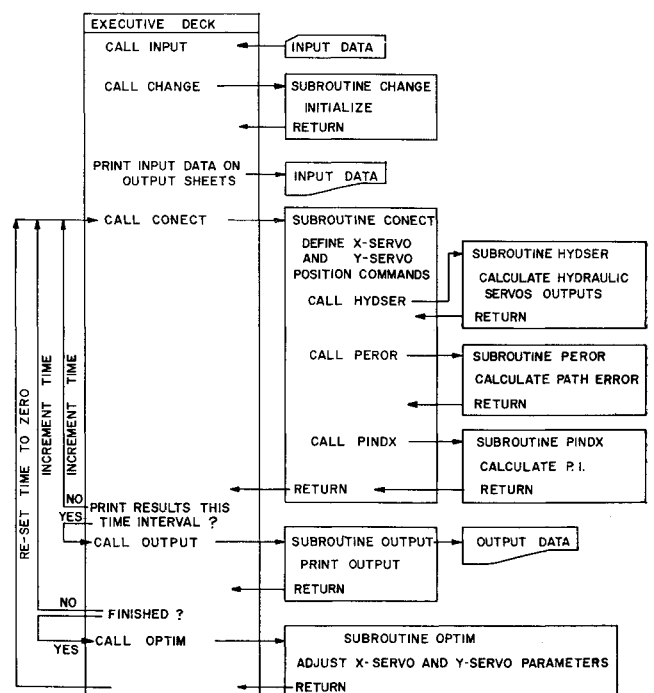 EXECUTIVE DECK
CALL INPUT
INPUT DATA
CALL CHANGE
SUBROUTINE CHANGE
INITIALIZE
RETURN
PRINT INPUT DATA ON
OUTPUT SHEETS
INPUT DATA
CALL CONECT
SUBROUTINE CONECT
DEFINE X-SERVO
AND Y-SERVO
POSITION COMMANDS
CALL HYDSER
SUBROUTINE HYDSER
CALCULATE HYDRAULIC
SERVOS OUTPUTS
RETURN
CALL PEROR
SUBROUTINE PEROR
CALCULATE PATH ERROR
RETURN
CALL PINDX
SUBROUTINE PINDX
CALCULATE P.I.
RETURN
RETURN
RE-SET TIME TO ZERO
INCREMENT TIME
INCREMENT TIME
NO
YES
PRINT RESULTS THIS
TIME INTERVAL ?
CALL OUTPUT
SUBROUTINE OUTPUT
PRINT OUTPUT
RETURN
OUTPUT DATA
NO
FINISHED ?
YES
CALL OPTIM
SUBROUTINE OPTIM
ADJUST X-SERVO AND Y-SERVO PARAMETERS
RETURN